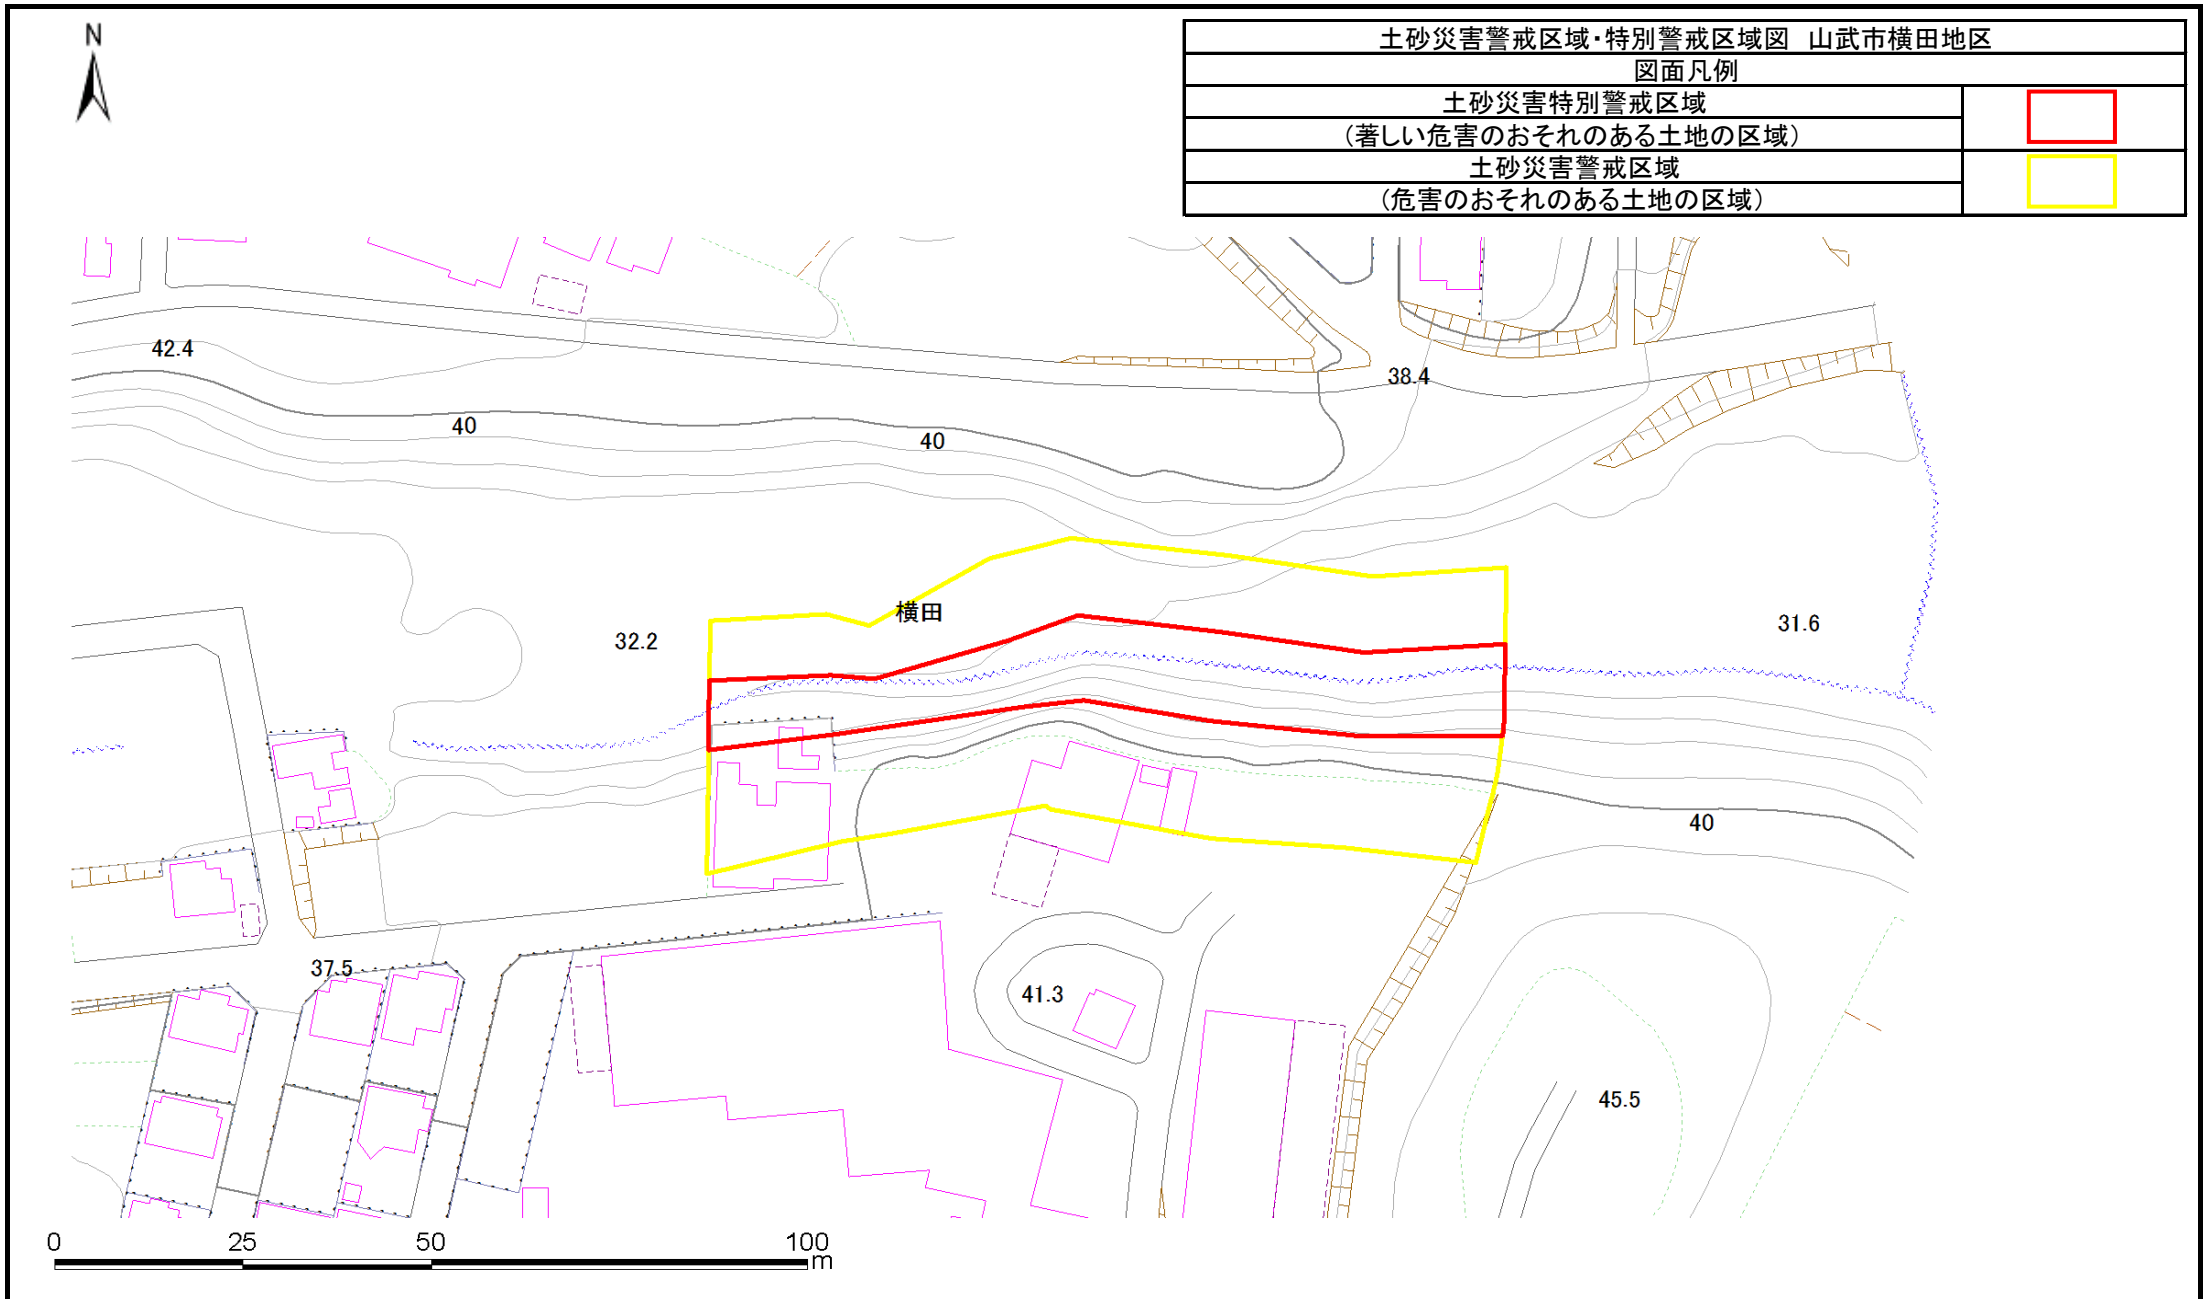 N
土砂災害警戒区域・特別警戒区域図　山武市横田地区
図面凡例
土砂災害特別警戒区域
（著しい危害のおそれのある土地の区域）
土砂災害警戒区域
（危害のおそれのある土地の区域）
42.4
38.4
40
40
横田
32.2
31.6
40
37.5
41.3
45.5
0 25 50 100
m